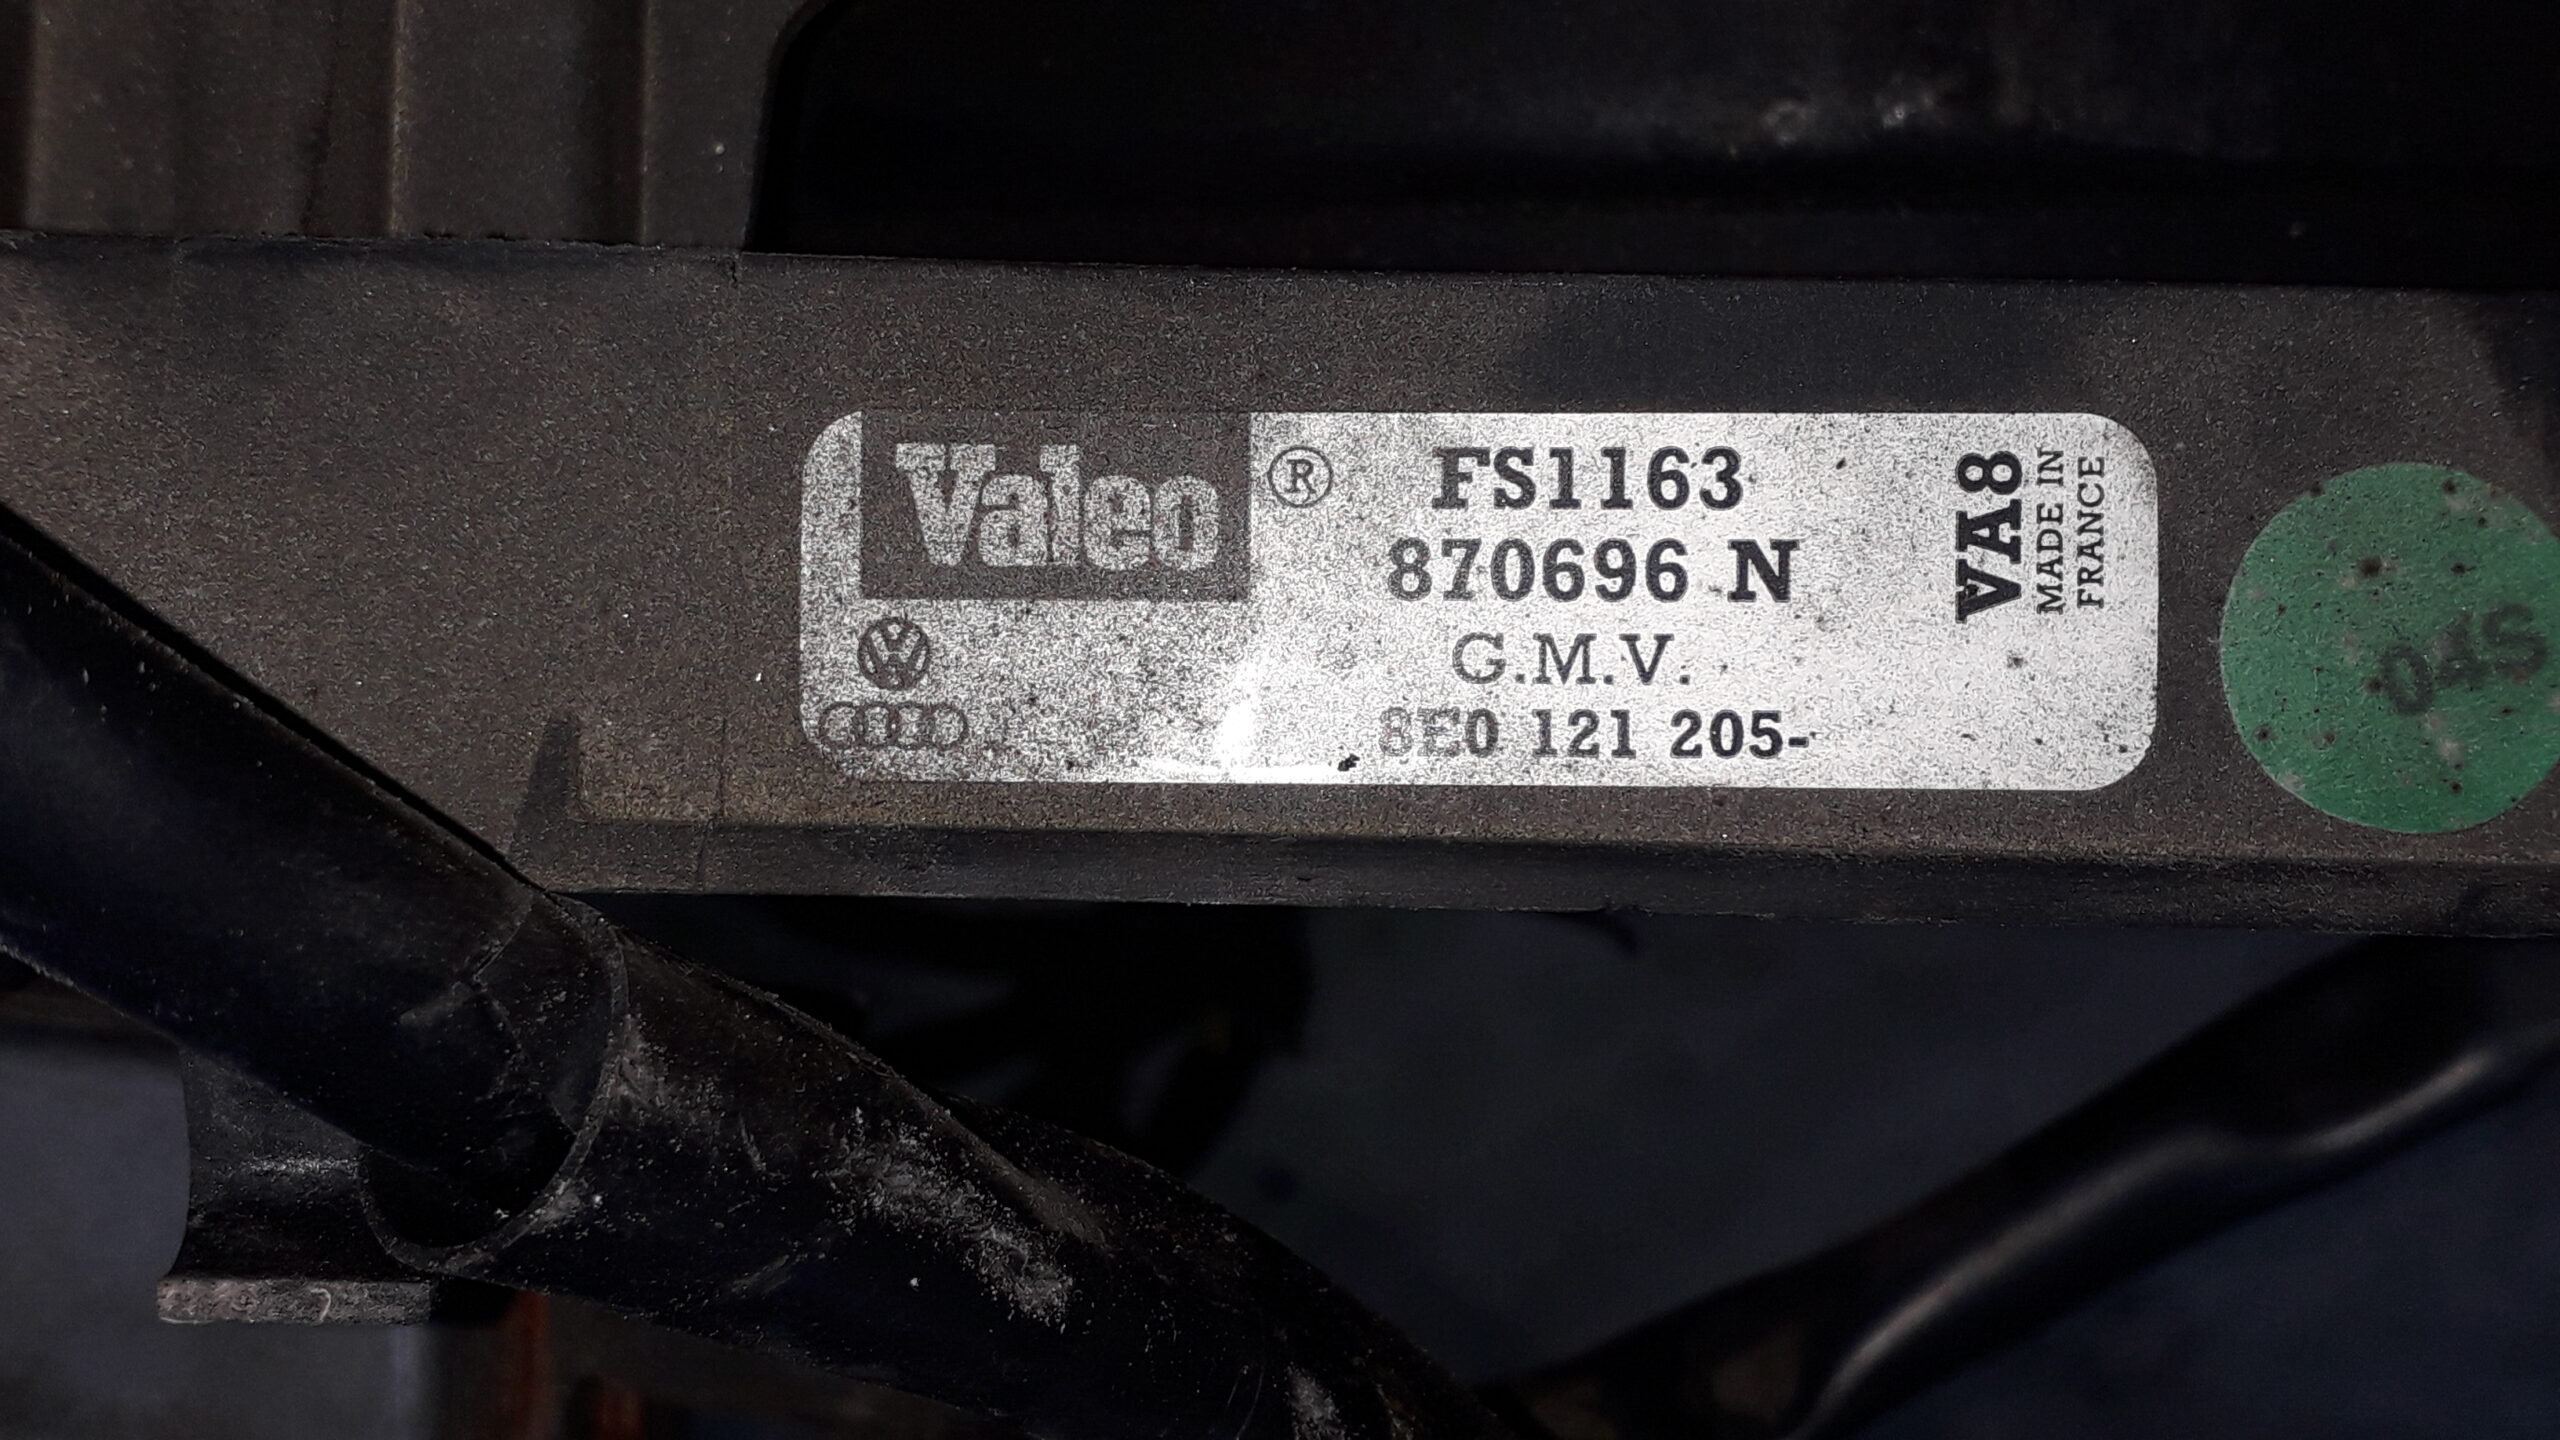 Valeo ® FS1163
870696 N
G.M.V.
8E0 121 205-
VA8
MADE IN
FRANCE
04S